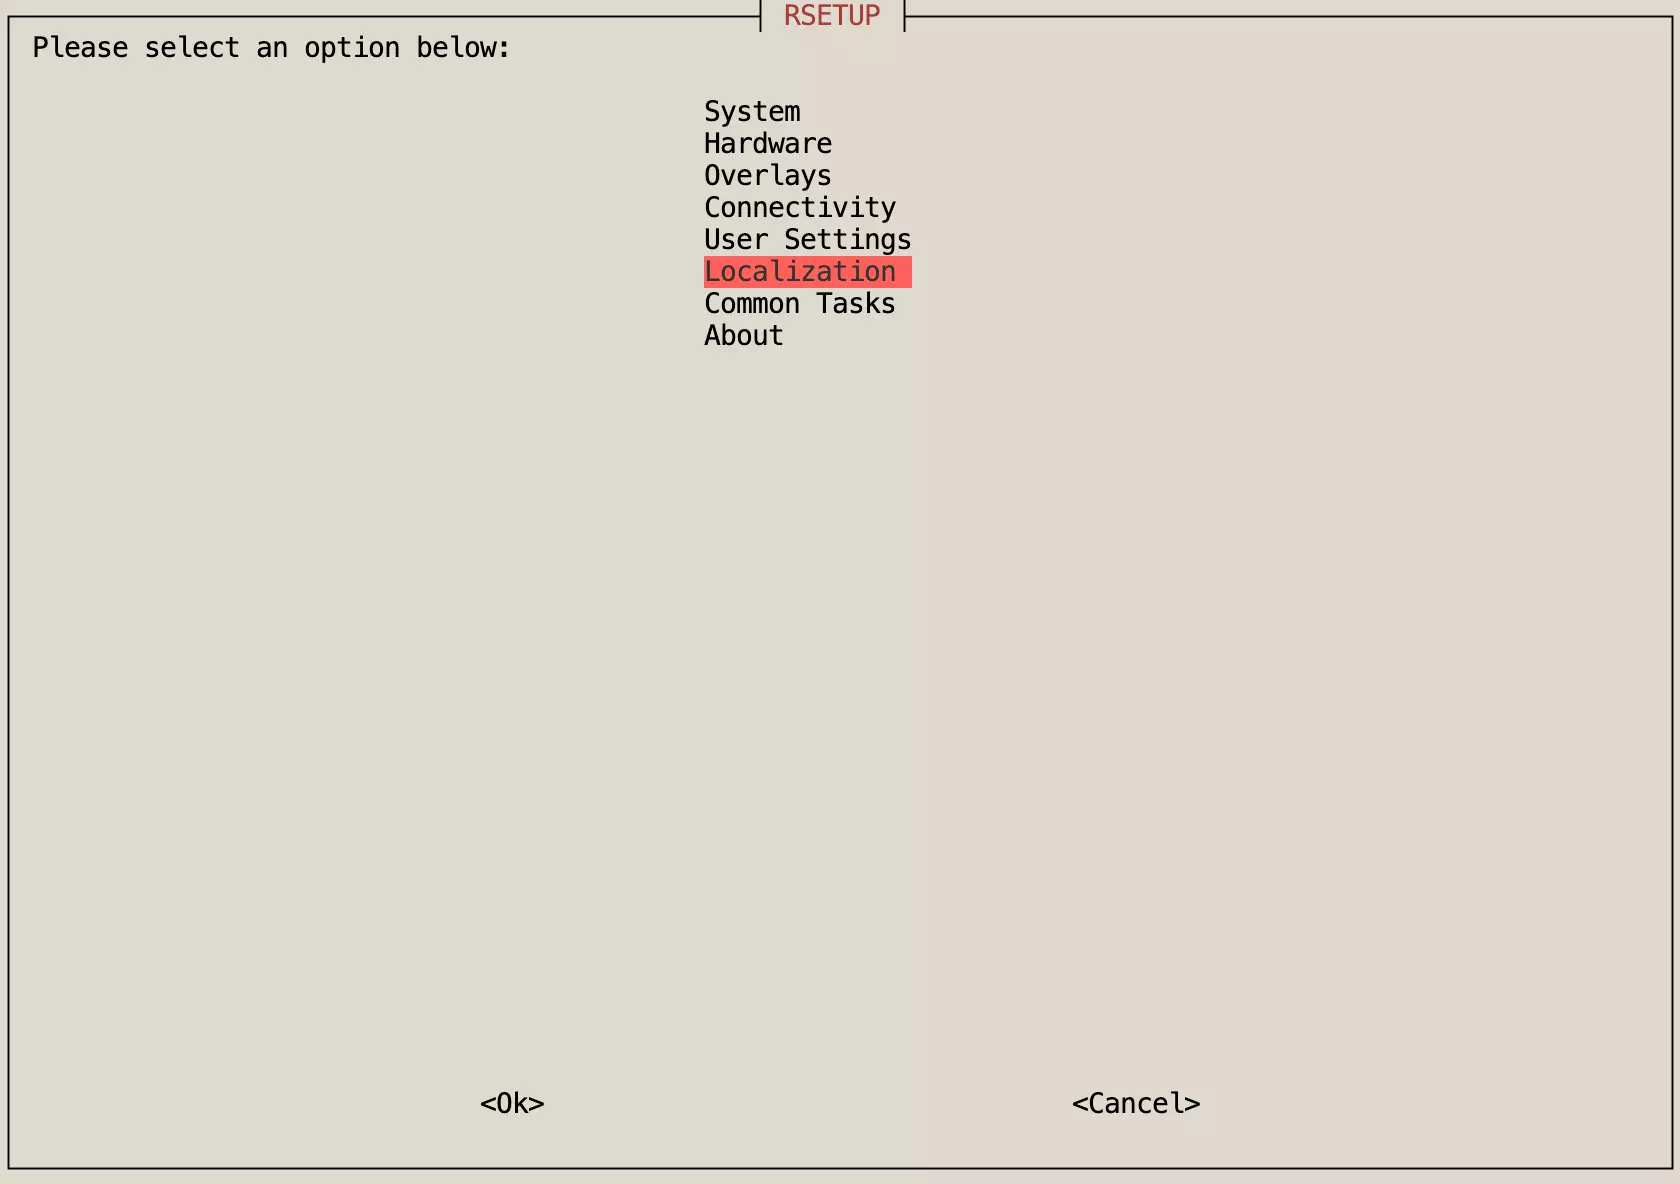 RSETUP
Please select an option below:
System
Hardware
Overlays
Connectivity
User Settings
Localization
Common Tasks
About
<Ok> <Cancel>